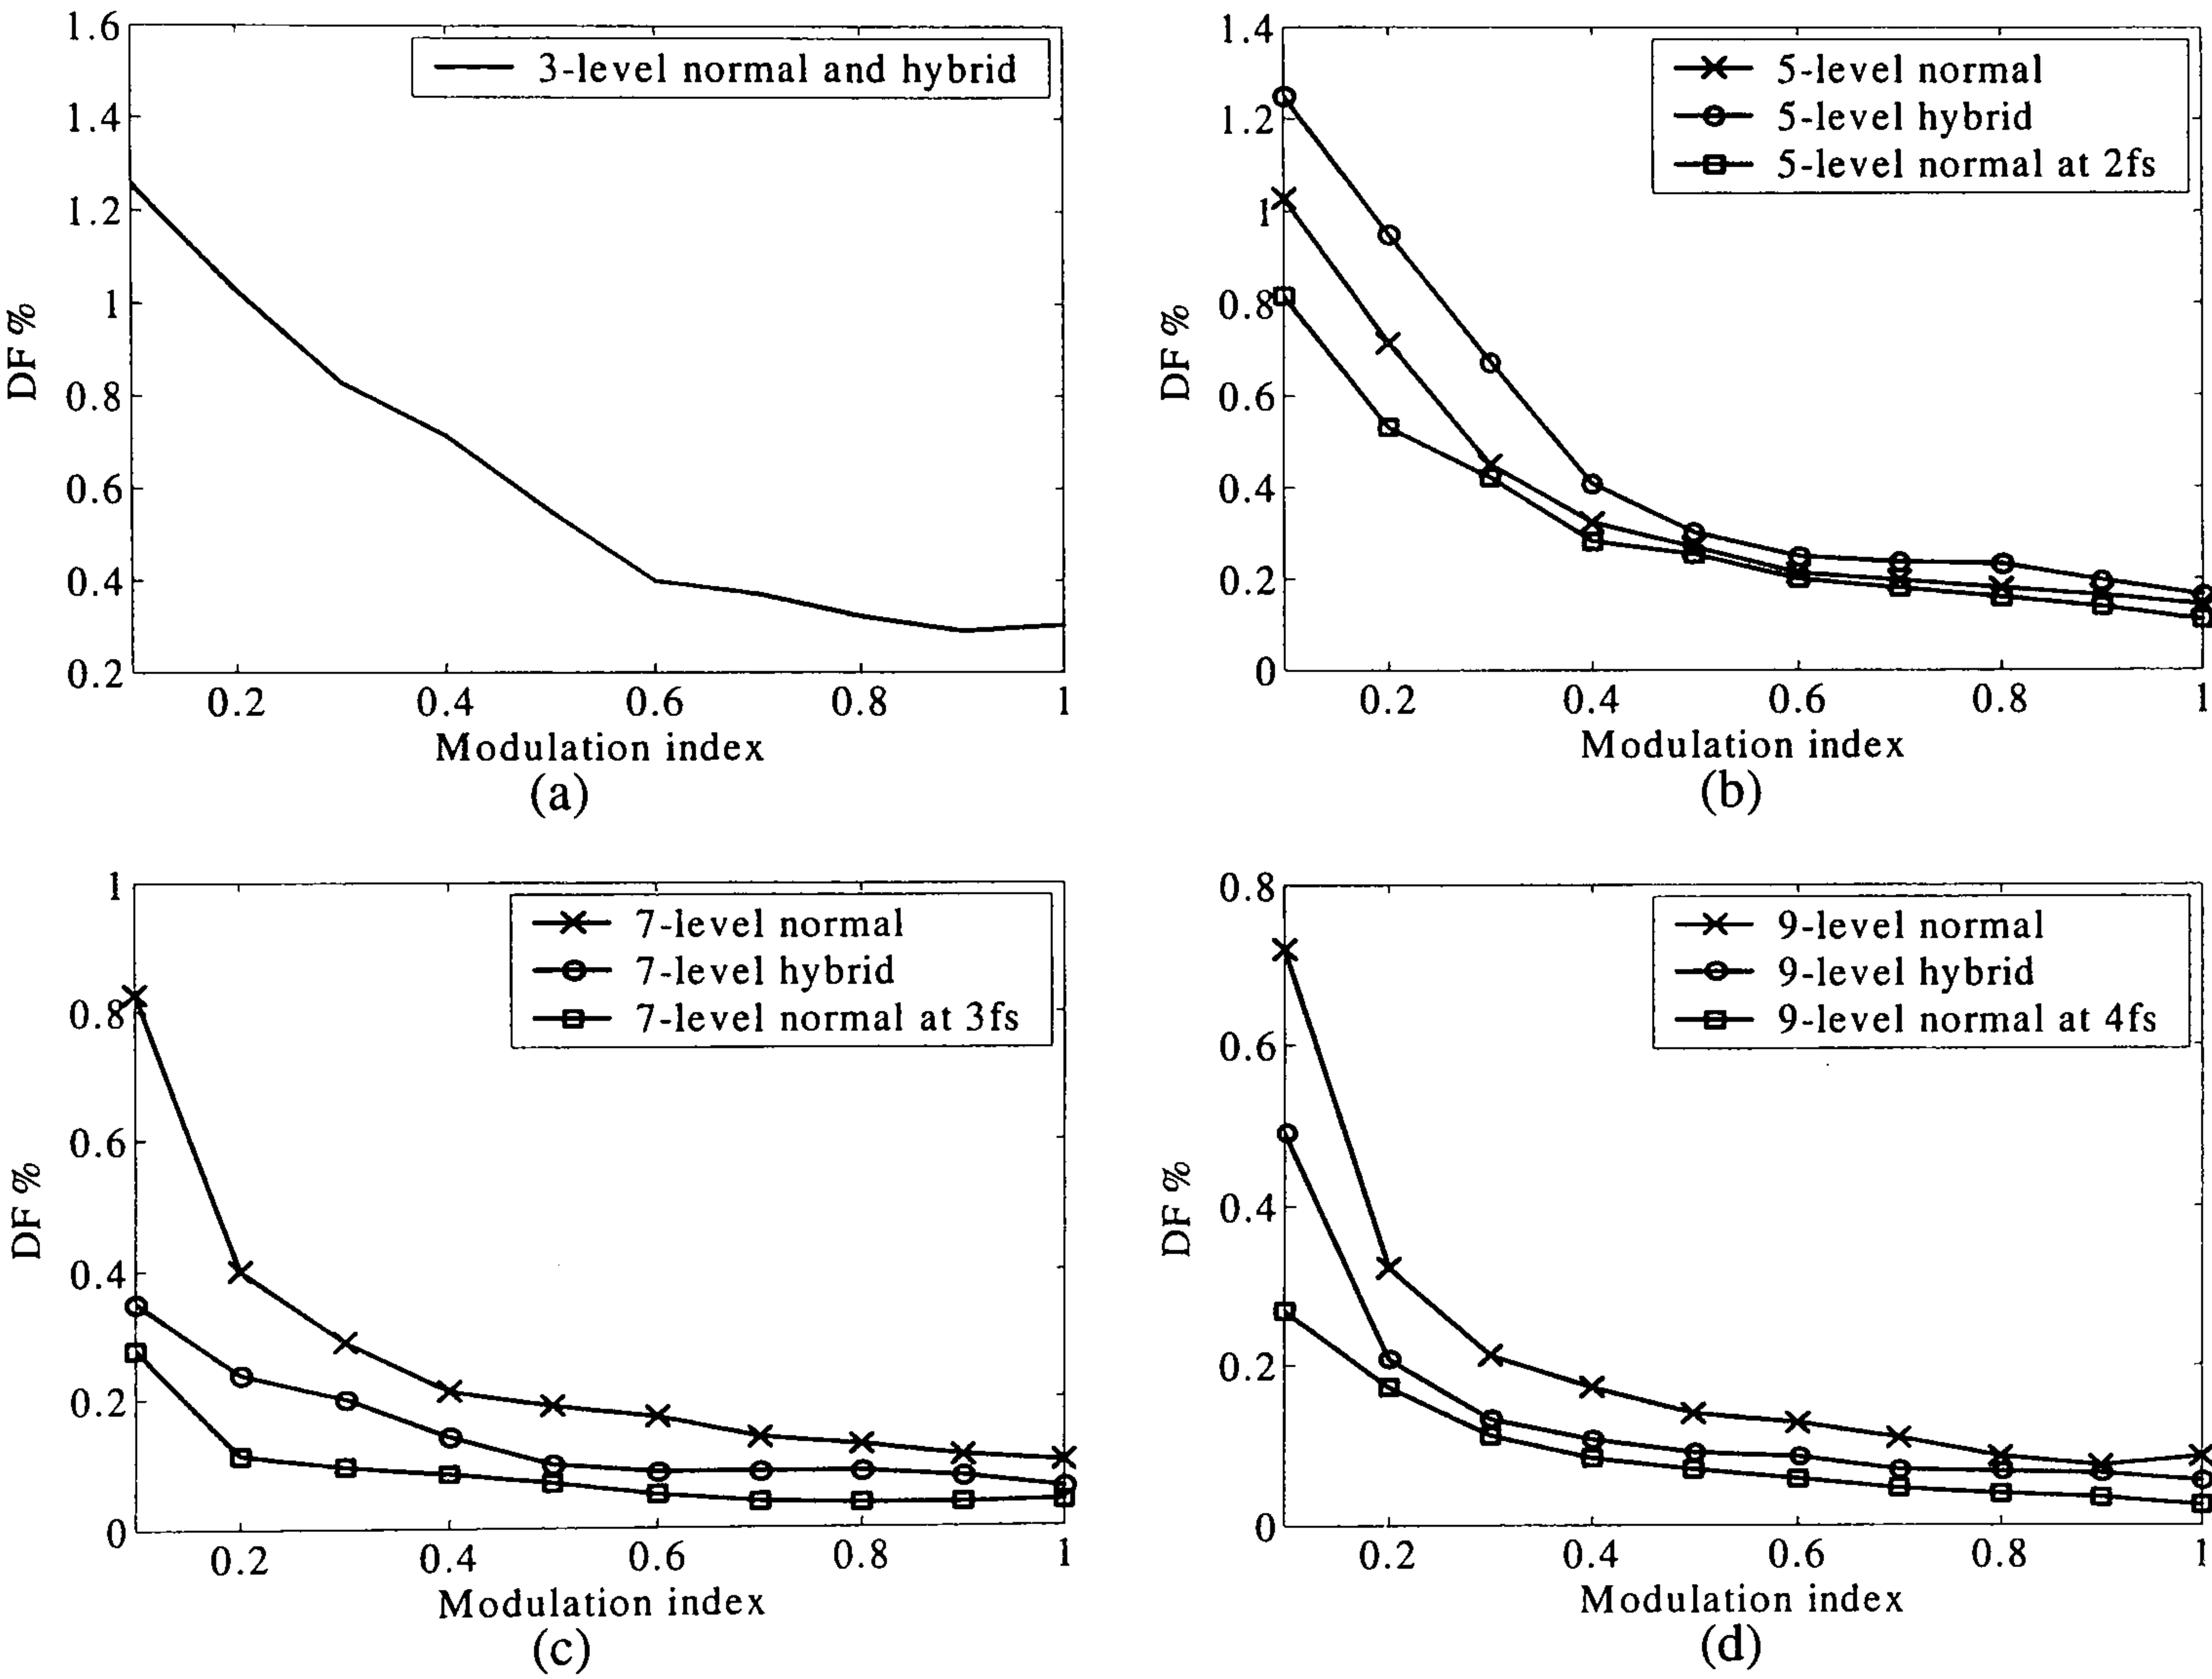 1.6
1.4
1.2
1
0.8
0.6
0.4
0.2
DF %
3-level normal and hybrid
0.2 0.4 0.6 0.8 1
Modulation index
(a)
1.4
1.2
1
0.8
0.6
0.4
0.2
0
DF %
5-level normal
5-level hybrid
5-level normal at 2fs
0.2 0.4 0.6 0.8 1
Modulation index
(b)
1
0.8
0.6
0.4
0.2
0
DF %
7-level normal
7-level hybrid
7-level normal at 3fs
0.2 0.4 0.6 0.8 1
Modulation index
(c)
0.8
0.6
0.4
0.2
0
DF %
9-level normal
9-level hybrid
9-level normal at 4fs
0.2 0.4 0.6 0.8 1
Modulation index
(d)